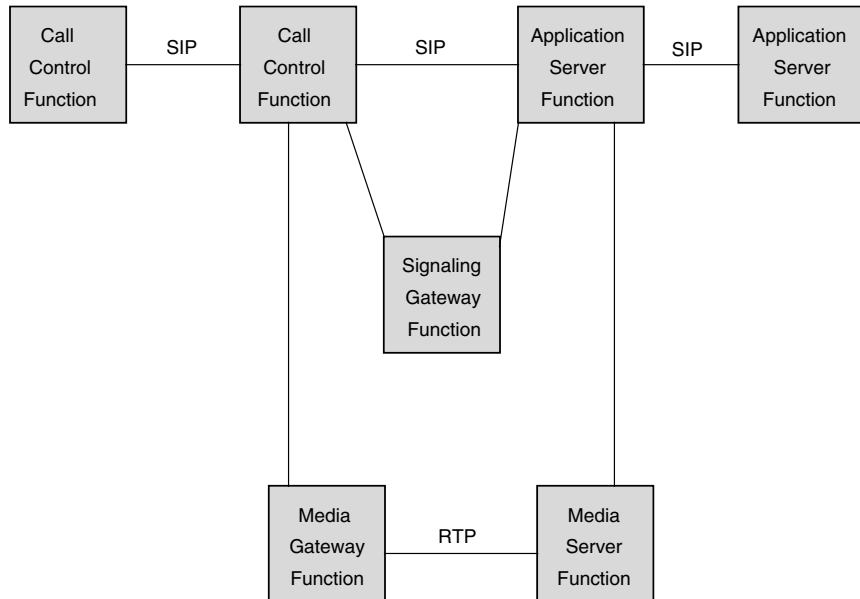 Call
Control
Function
SIP
Call
Control
Function
SIP
Application
Server
Function
SIP
Application
Server
Function
Signaling
Gateway
Function
Media
Gateway
Function
RTP
Media
Server
Function